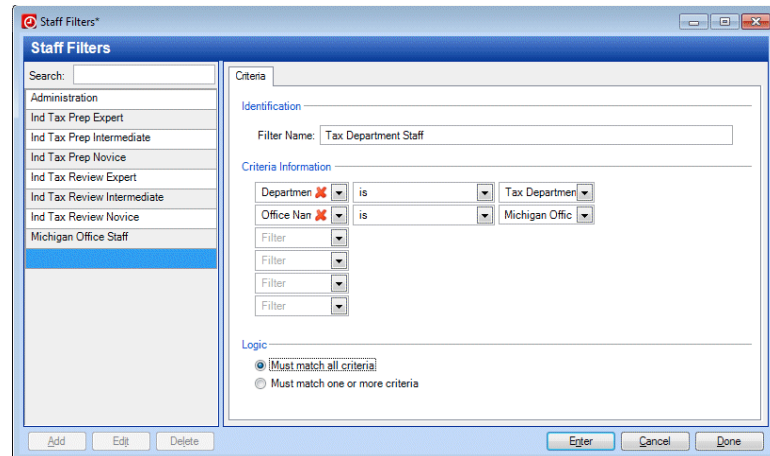 Staff Filters*
Staff Filters
Search:
Administration
Ind Tax Prep Expert
Ind Tax Prep Intermediate
Ind Tax Prep Novice
Ind Tax Review Expert
Ind Tax Review Intermediate
Ind Tax Review Novice
Michigan Office Staff
Add Edit Delete
Criteria
Identification
Filter Name: Tax Department Staff
Criteria Information
Departmen is Tax Departmen
Office Nam is Michigan Offic
Filter
Filter
Filter
Filter
Logic
Must match all criteria
Must match one or more criteria
Enter Cancel Done